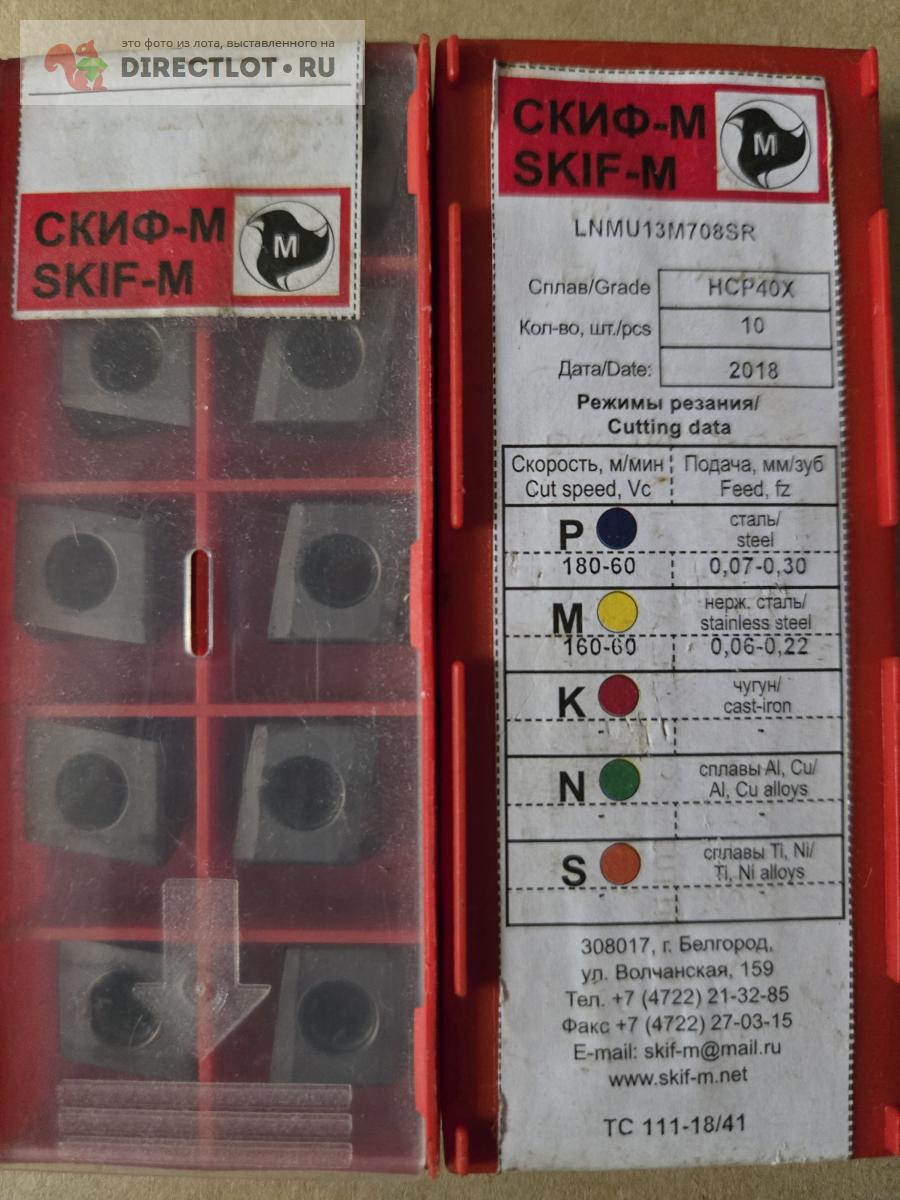 это фото из лота, выставленного на
DIRECTLOT.RU
СКИФ-М
SKIF-M
M
СКИФ-М
SKIF-M
M
LNMU13M708SR
Сплав/Grade HCP40X
Кол-во, шт./pcs 10
Дата/Date: 2018
Режимы резания/
Cutting data
Скорость, м/мин Подача, мм/зуб
Cut speed, Vc Feed, fz
P сталь/
steel
180-60 0,07-0,30
M нерж. сталь/
stainless steel
160-60 0,06-0,22
K чугун/
cast-iron
- -
N сплавы Al, Cu/
Al, Cu alloys
- -
S сплавы Ti, Ni/
Ti, Ni alloys
- -
308017, г. Белгород,
ул. Волчанская, 159
Тел. +7 (4722) 21-32-85
Факс +7 (4722) 27-03-15
E-mail: skif-m@mail.ru
www.skif-m.net
TC 111-18/41